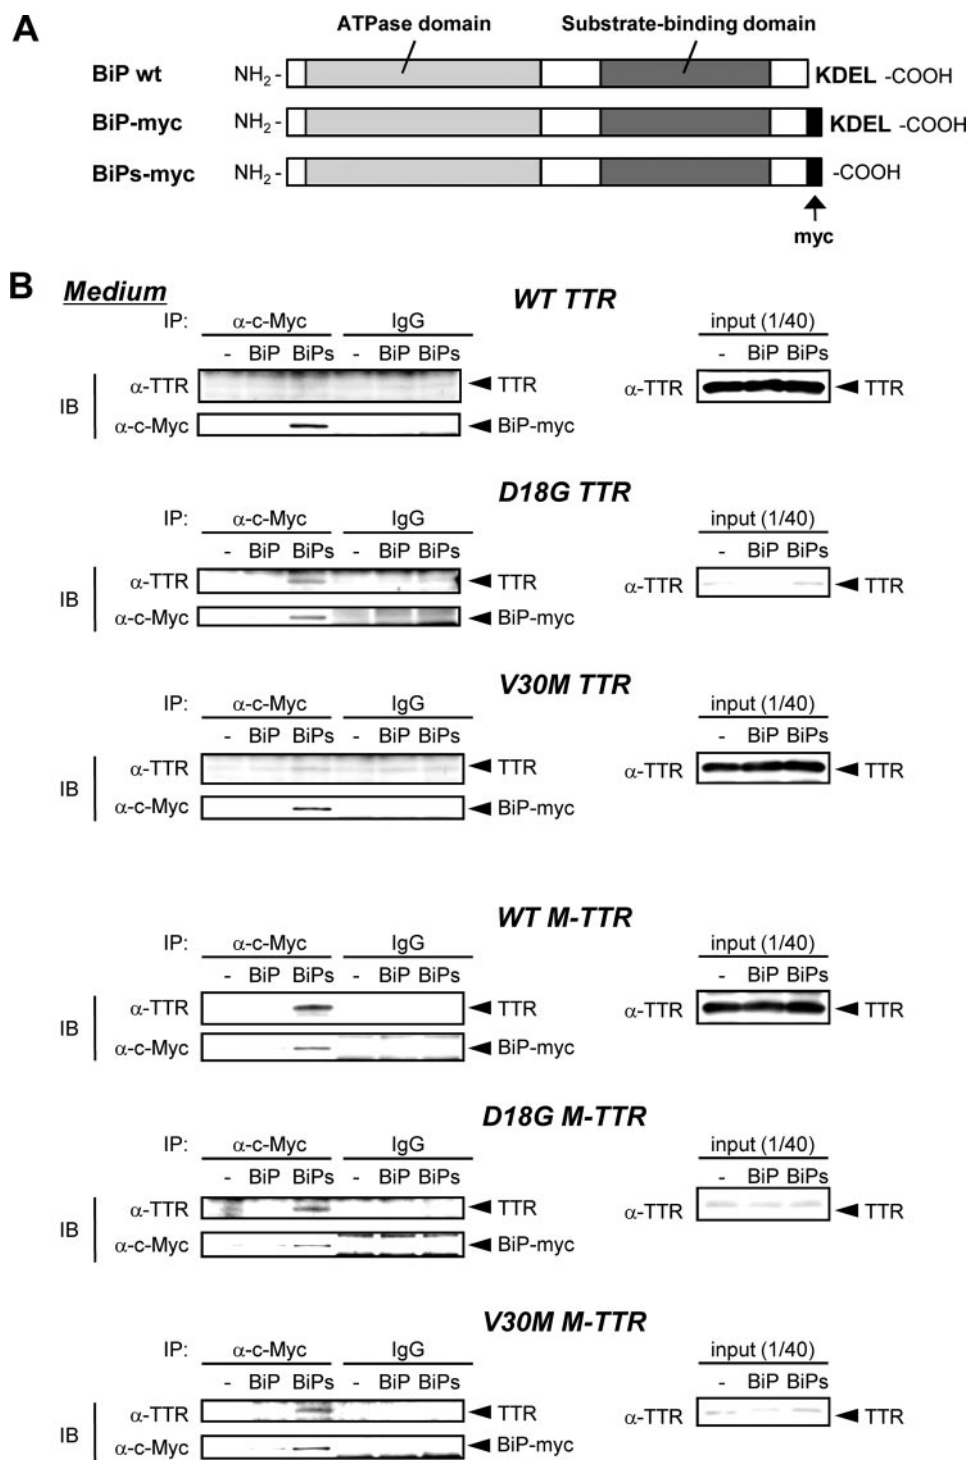 A
ATPase domain Substrate-binding domain
BiP wt NH2 - KDEL -COOH
BiP-myc NH2 - KDEL -COOH
BiPs-myc NH2 - -COOH
myc
B Medium
WT TTR
IP: α-c-Myc IgG input (1/40)
- BiP BiPs - BiP BiPs - BiP BiPs
IB α-TTR TTR α-TTR TTR
α-c-Myc BiP-myc
D18G TTR
IP: α-c-Myc IgG input (1/40)
- BiP BiPs - BiP BiPs - BiP BiPs
IB α-TTR TTR α-TTR TTR
α-c-Myc BiP-myc
V30M TTR
IP: α-c-Myc IgG input (1/40)
- BiP BiPs - BiP BiPs - BiP BiPs
IB α-TTR TTR α-TTR TTR
α-c-Myc BiP-myc
WT M-TTR
IP: α-c-Myc IgG input (1/40)
- BiP BiPs - BiP BiPs - BiP BiPs
IB α-TTR TTR α-TTR TTR
α-c-Myc BiP-myc
D18G M-TTR
IP: α-c-Myc IgG input (1/40)
- BiP BiPs - BiP BiPs - BiP BiPs
IB α-TTR TTR α-TTR TTR
α-c-Myc BiP-myc
V30M M-TTR
IP: α-c-Myc IgG input (1/40)
- BiP BiPs - BiP BiPs - BiP BiPs
IB α-TTR TTR α-TTR TTR
α-c-Myc BiP-myc